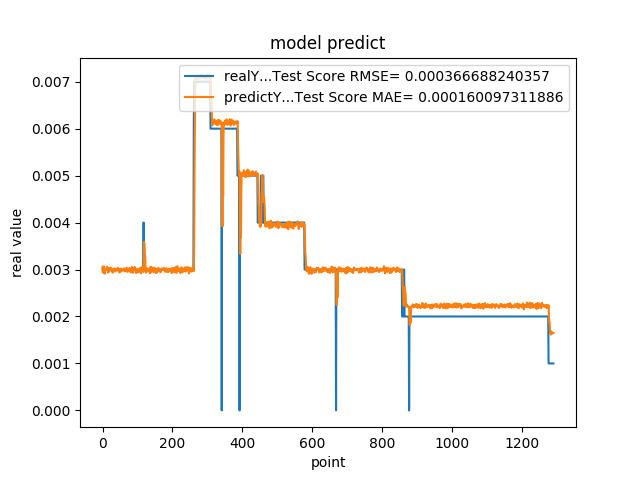 model predict
realY...Test Score RMSE= 0.000366688240357
predictY...Test Score MAE= 0.000160097311886
real value
0.007
0.006
0.005
0.004
0.003
0.002
0.001
0.000
0 200 400 600 800 1000 1200
point